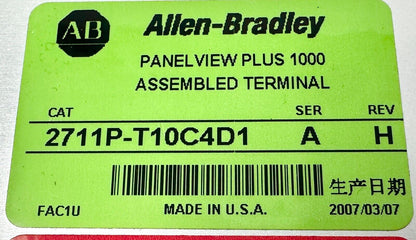 AB Allen-Bradley
PANELVIEW PLUS 1000
ASSEMBLED TERMINAL
CAT SER REV
2711P-T10C4D1 A H
生产日期
FAC1U MADE IN U.S.A. 2007/03/07